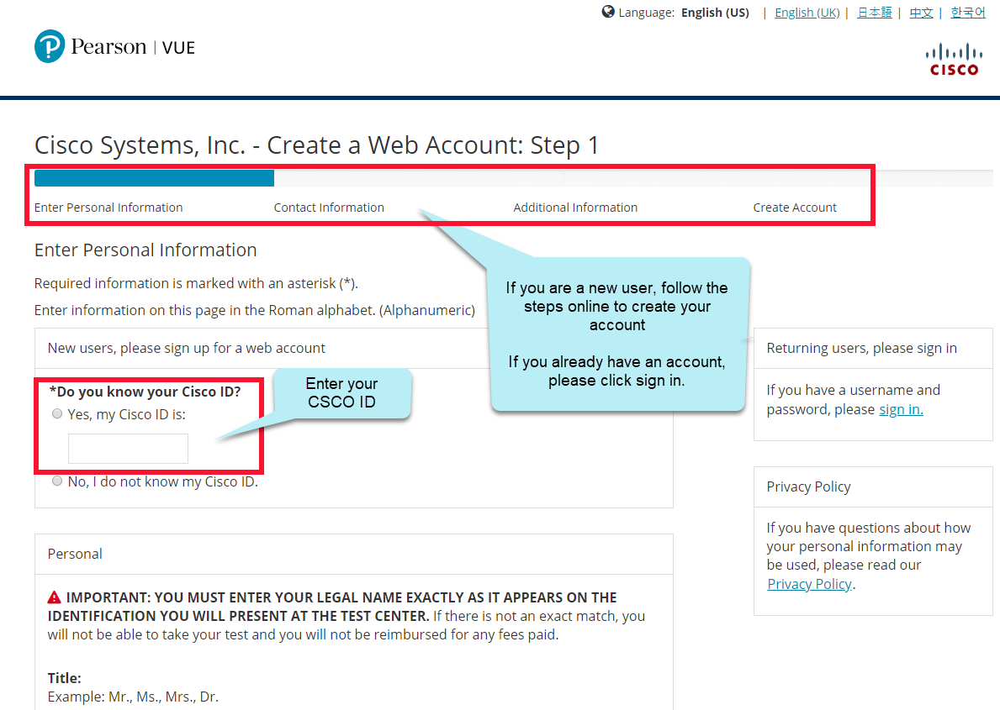 Language: English (US) | English (UK) | 日本語 | 中文 | 한국어
Pearson | VUE
CISCO
Cisco Systems, Inc. - Create a Web Account: Step 1
Enter Personal Information
Contact Information
Additional Information
Create Account
Enter Personal Information
Required information is marked with an asterisk (*).
Enter information on this page in the Roman alphabet. (Alphanumeric)
If you are a new user, follow the
steps online to create your
account
If you already have an account,
please click sign in.
New users, please sign up for a web account
*Do you know your Cisco ID?
Yes, my Cisco ID is:
Enter your
CSCO ID
No, I do not know my Cisco ID.
Returning users, please sign in
If you have a username and
password, please sign in.
Privacy Policy
If you have questions about how
your personal information may
be used, please read our
Privacy Policy.
Personal
IMPORTANT: YOU MUST ENTER YOUR LEGAL NAME EXACTLY AS IT APPEARS ON THE
IDENTIFICATION YOU WILL PRESENT AT THE TEST CENTER. If there is not an exact match, you
will not be able to take your test and you will not be reimbursed for any fees paid.
Title:
Example: Mr., Ms., Mrs., Dr.